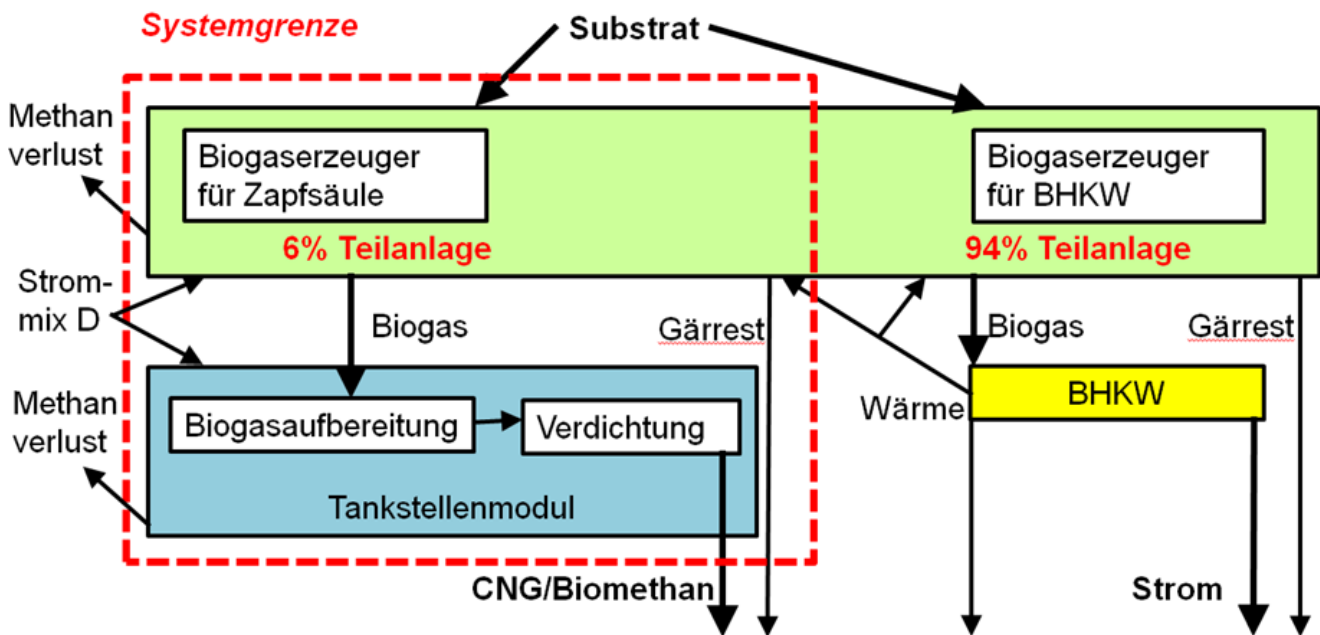 Systemgrenze
Substrat
Methan
verlust
Biogaserzeuger
für Zapfsäule
Biogaserzeuger
für BHKW
6% Teilanlage
94% Teilanlage
Strom-
mix D
Biogas
Gärrest
Biogas
Gärrest
Methan
verlust
Biogasaufbereitung
Verdichtung
Wärme
BHKW
Tankstellenmodul
CNG/Biomethan
Strom